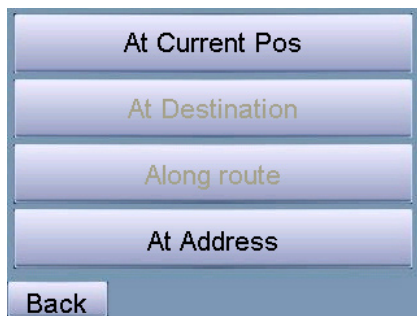 At Current Pos
At Destination
Along route
At Address
Back